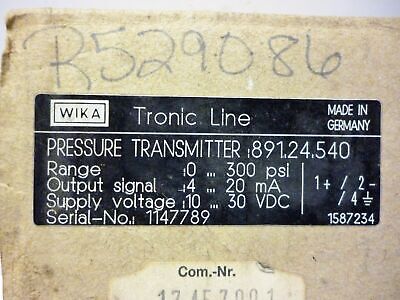 R529086
WIKA Tronic Line MADE IN GERMANY
PRESSURE TRANSMITTER :891.24.540
Range :0 ... 300 psi
Output signal :4 ... 20 mA 1+ / 2-
Supply voltage :10 ... 30 VDC / 4⏚
Serial-No.: 1147789 1587234
Com.-Nr.